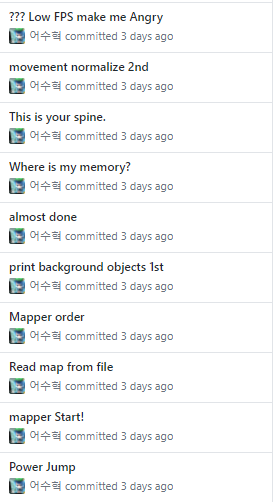 ??? Low FPS make me Angry
어수혁 committed 3 days ago
movement normalize 2nd
어수혁 committed 3 days ago
This is your spine.
어수혁 committed 3 days ago
Where is my memory?
어수혁 committed 3 days ago
almost done
어수혁 committed 3 days ago
print background objects 1st
어수혁 committed 3 days ago
Mapper order
어수혁 committed 3 days ago
Read map from file
어수혁 committed 3 days ago
mapper Start!
어수혁 committed 3 days ago
Power Jump
어수혁 committed 3 days ago